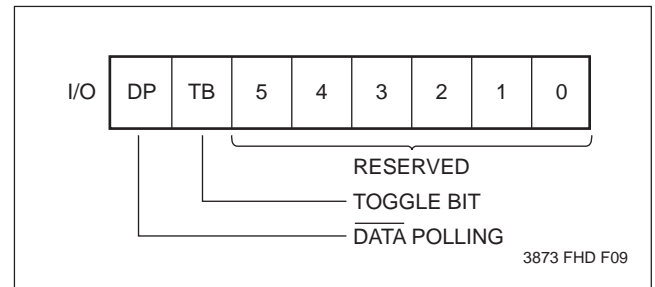 I/O DP TB 5 4 3 2 1 0
RESERVED
TOGGLE BIT
DATA POLLING
3873 FHD F09